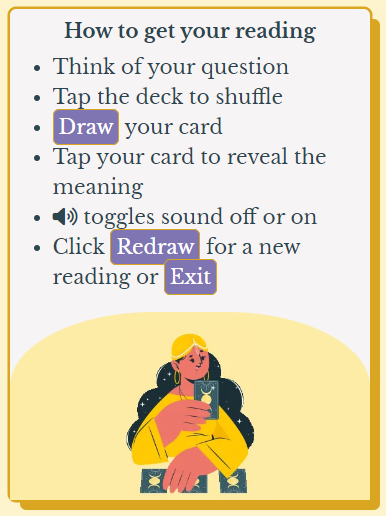 How to get your reading
Think of your question
Tap the deck to shuffle
Draw your card
Tap your card to reveal the
meaning
toggles sound off or on
Click Redraw for a new
reading or Exit